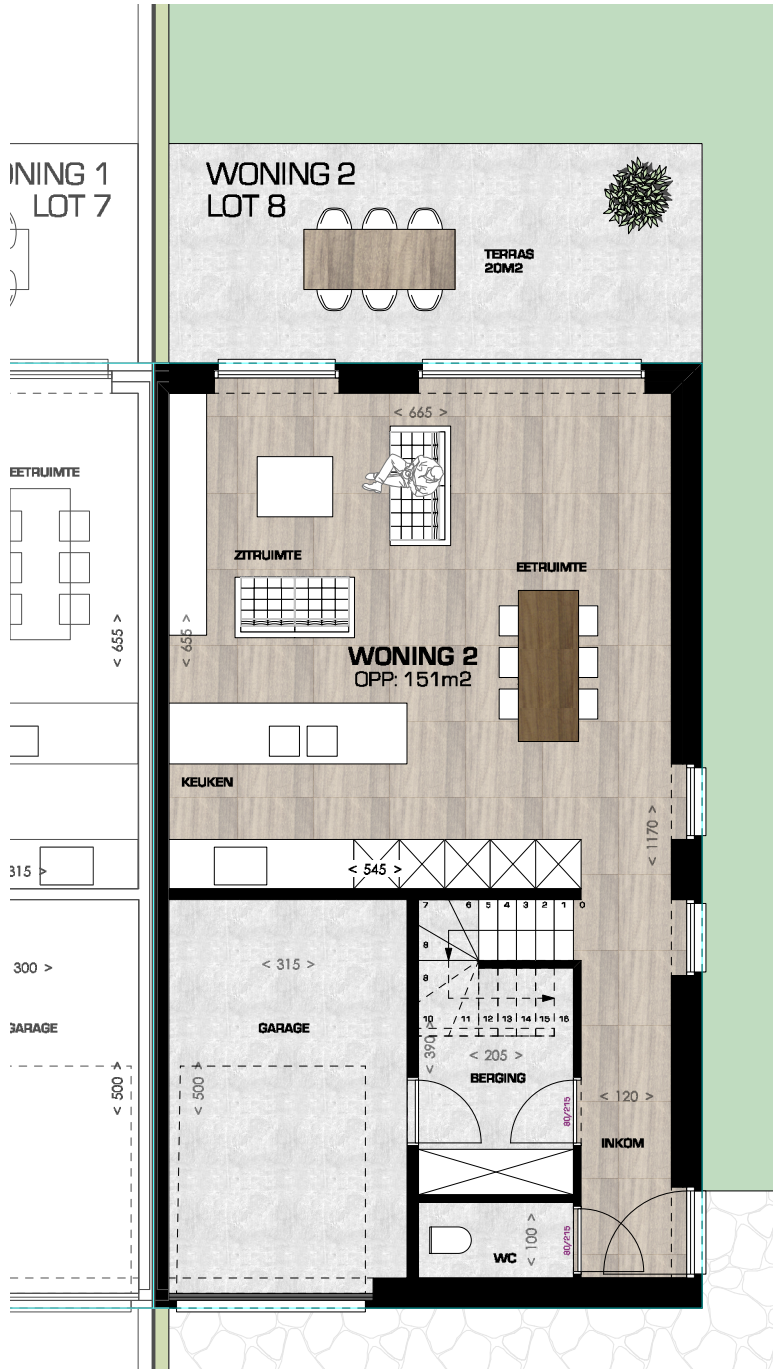 ONING 1
LOT 7
WONING 2
LOT 8
TERRAS
20M2
< 665 >
EETRUIMTE
ZITRUIMTE
EETRUIMTE
< 655 >
< 655 >
WONING 2
OPP: 151m2
KEUKEN
< 1170 >
315 >
< 545 >
7 6 5 4 3 2 1 0
8
9
10 11 12 13 14 15 16
300 >
< 315 >
GARAGE
GARAGE
< 390 >
< 205 >
BERGING
< 500 >
< 500 >
80/215
< 120 >
INKOM
WC
< 100 >
80/215